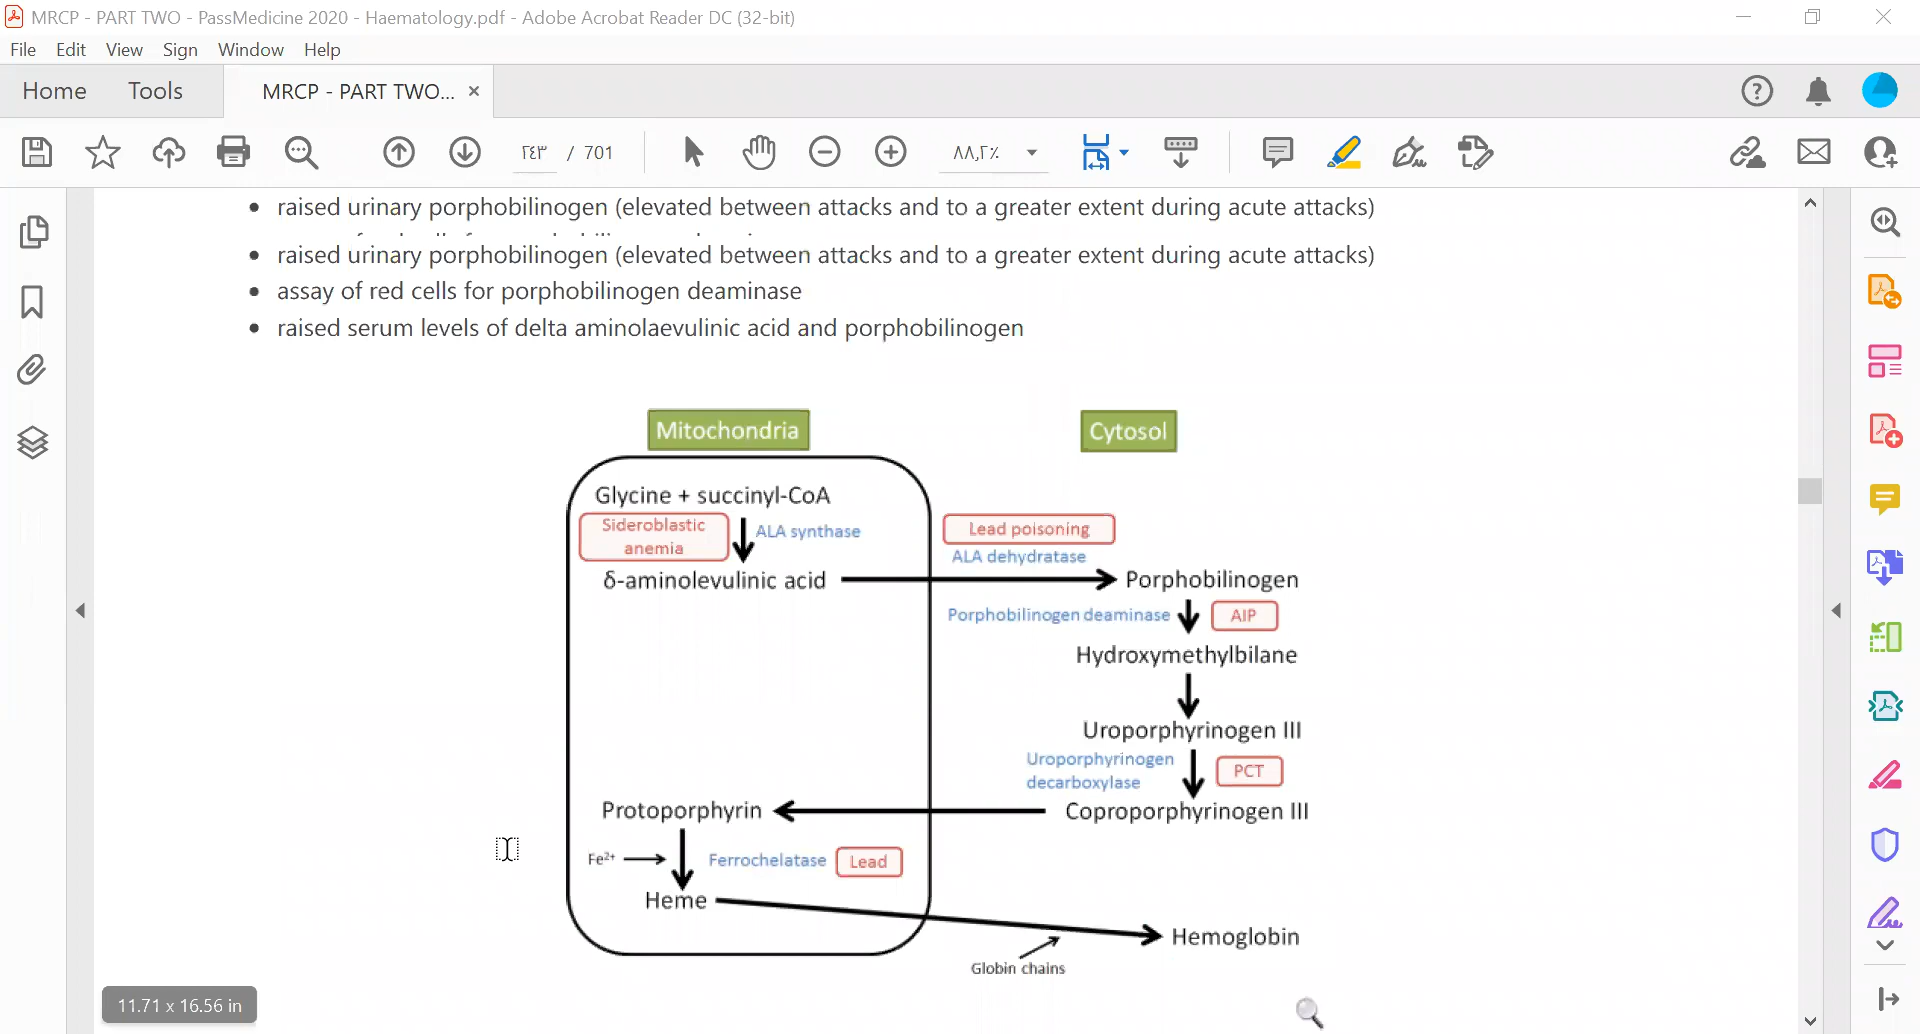 MRCP - PART TWO - PassMedicine 2020 - Haematology.pdf - Adobe Acrobat Reader DC (32-bit)
File Edit View Sign Window Help
Home Tools MRCP - PART TWO... ×
٢٤٣ / 701 ٨٨,٢٪
• raised urinary porphobilinogen (elevated between attacks and to a greater extent during acute attacks)
• raised urinary porphobilinogen (elevated between attacks and to a greater extent during acute attacks)
• assay of red cells for porphobilinogen deaminase
• raised serum levels of delta aminolaevulinic acid and porphobilinogen
Mitochondria Cytosol
Glycine + succinyl-CoA
Sideroblastic
anemia
ALA synthase
Lead poisoning
ALA dehydratase
δ-aminolevulinic acid Porphobilinogen
Porphobilinogen deaminase AIP
Hydroxymethylbilane
Uroporphyrinogen III
Uroporphyrinogen
decarboxylase
PCT
Protoporphyrin Coproporphyrinogen III
Fe²⁺ Ferrochelatase Lead
Heme
Hemoglobin
Globin chains
11.71 x 16.56 in